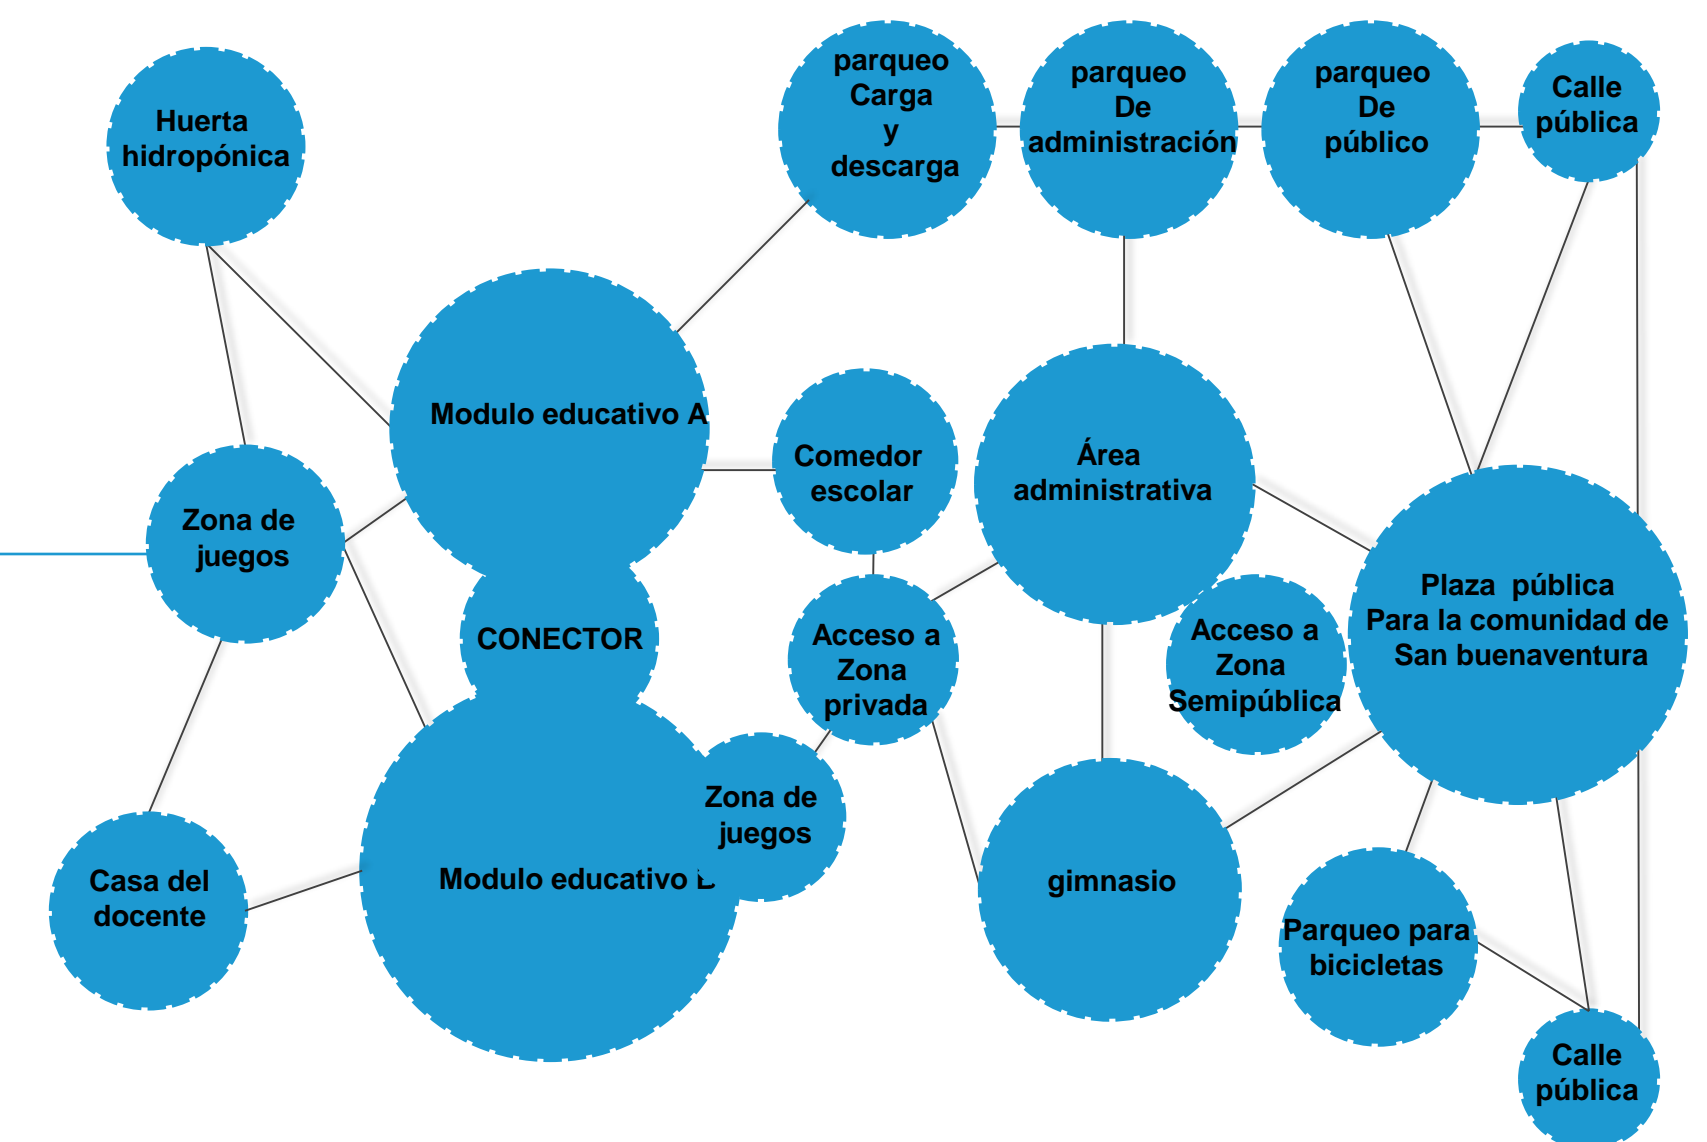 Huerta
hidropónica
parqueo
Carga
y
descarga
parqueo
De
administración
parqueo
De
público
Calle
pública
Modulo educativo A
Comedor
escolar
Área
administrativa
Zona de
juegos
CONECTOR
Acceso a
Zona
privada
Acceso a
Zona
Semipública
Plaza pública
Para la comunidad de
San buenaventura
Zona de
juegos
Casa del
docente
Modulo educativo
gimnasio
Parqueo para
bicicletas
Calle
pública